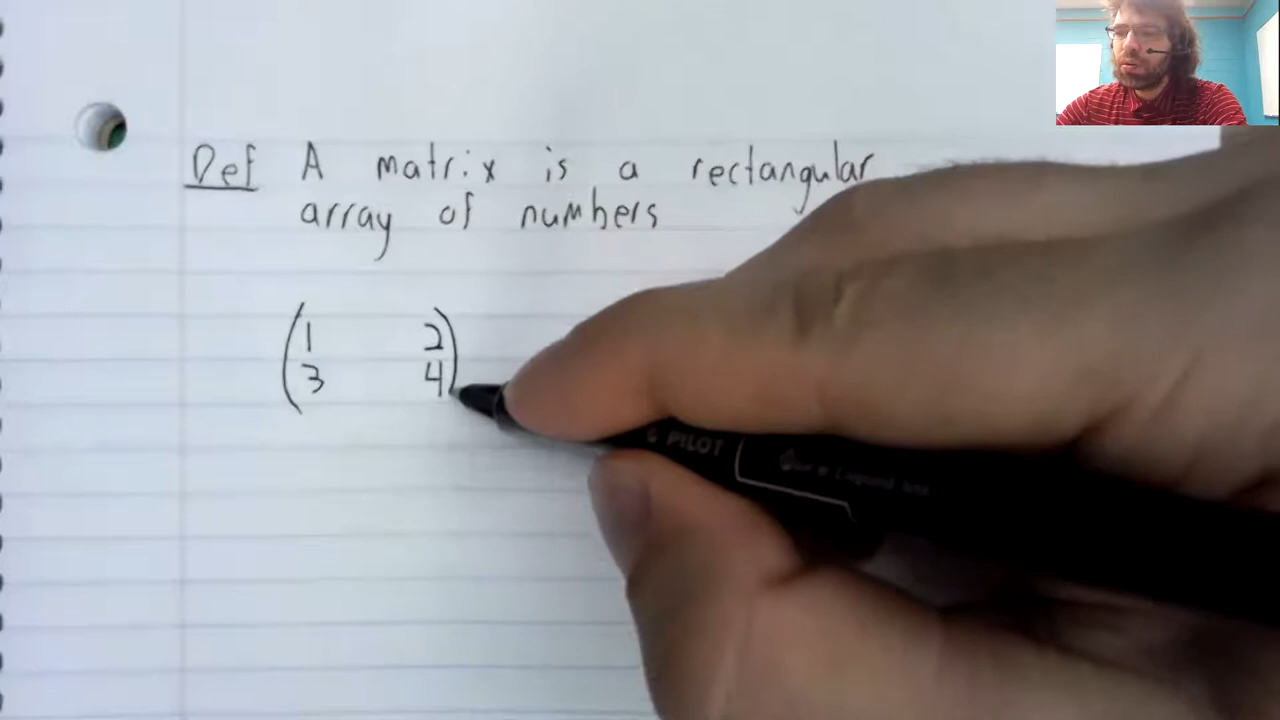 Def A matrix is a rectangular
array of numbers
1 2
3 4
G PILOT